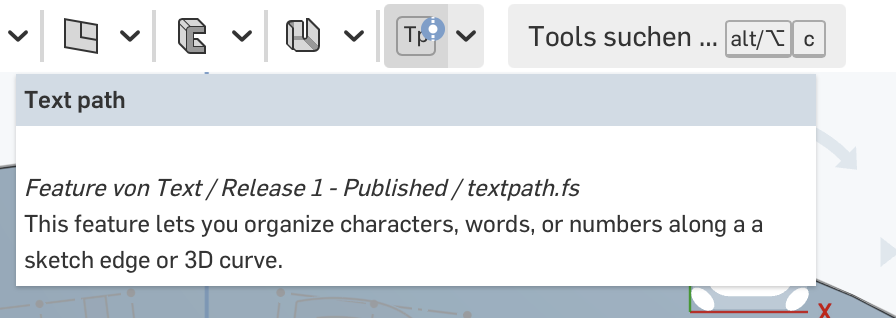 Tp
Tools suchen ... alt/⌥ c
Text path
Feature von Text / Release 1 - Published / textpath.fs
This feature lets you organize characters, words, or numbers along a a
sketch edge or 3D curve.
X